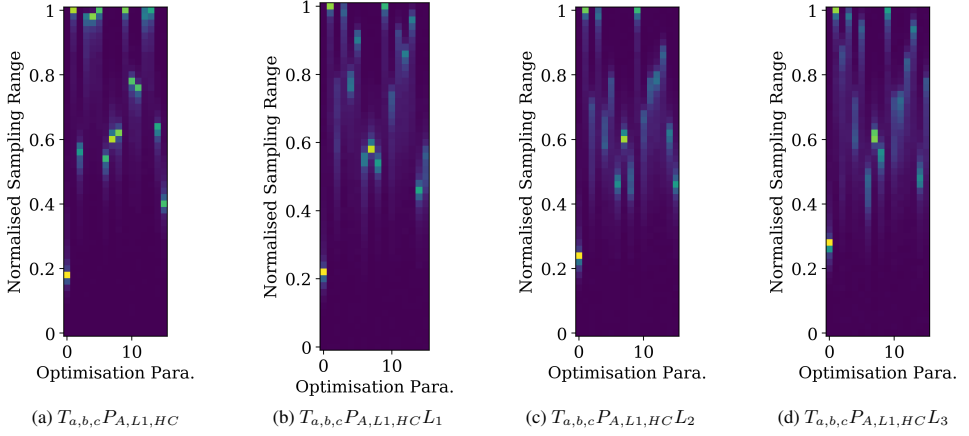 1
0.8
0.6
0.4
0.2
0
Normalised Sampling Range
0 10
Optimisation Para.
(a) $T_{a,b,c}P_{A,L1,HC}$
1
0.8
0.6
0.4
0.2
0
Normalised Sampling Range
0 10
Optimisation Para.
(b) $T_{a,b,c}P_{A,L1,HC}L_1$
1
0.8
0.6
0.4
0.2
0
Normalised Sampling Range
0 10
Optimisation Para.
(c) $T_{a,b,c}P_{A,L1,HC}L_2$
1
0.8
0.6
0.4
0.2
0
Normalised Sampling Range
0 10
Optimisation Para.
(d) $T_{a,b,c}P_{A,L1,HC}L_3$